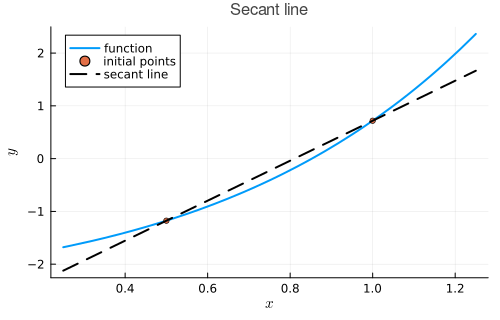 Secant line
function
initial points
secant line
2
1
0
−1
−2
y
0.4 0.6 0.8 1.0 1.2
x